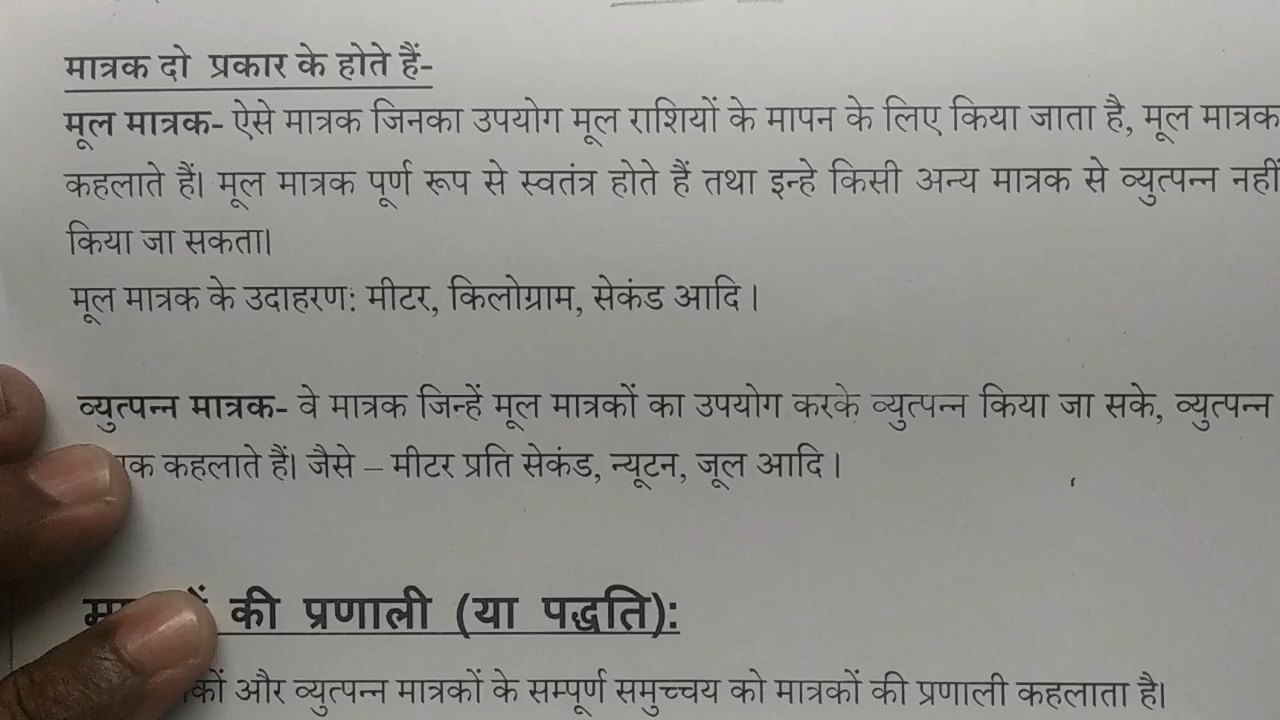 मात्रक दो प्रकार के होते हैं-
मूल मात्रक- ऐसे मात्रक जिनका उपयोग मूल राशियों के मापन के लिए किया जाता है, मूल मात्रक
कहलाते हैं। मूल मात्रक पूर्ण रूप से स्वतंत्र होते हैं तथा इन्हे किसी अन्य मात्रक से व्युत्पन्न नहीं
किया जा सकता।
मूल मात्रक के उदाहरण: मीटर, किलोग्राम, सेकंड आदि ।
व्युत्पन्न मात्रक- वे मात्रक जिन्हें मूल मात्रकों का उपयोग करके व्युत्पन्न किया जा सके, व्युत्पन्न
कहलाते हैं। जैसे – मीटर प्रति सेकंड, न्यूटन, जूल आदि ।
की प्रणाली (या पद्धति):
और व्युत्पन्न मात्रकों के सम्पूर्ण समुच्चय को मात्रकों की प्रणाली कहलाता है।